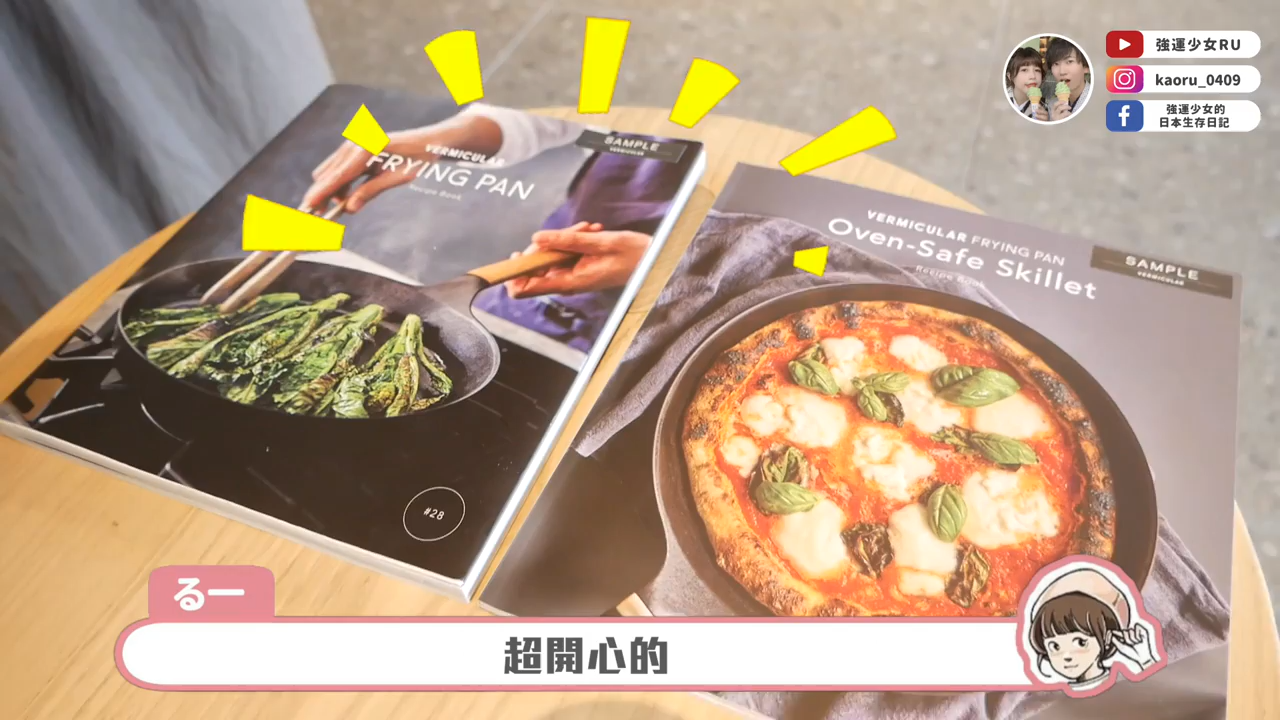 強運少女RU
kaoru_0409
強運少女的
日本生存日記
VERMICULAR
FRYING PAN
Recipe Book
SAMPLE
VERMICULAR
#28
VERMICULAR FRYING PAN
Oven-Safe Skillet
Recipe Book
SAMPLE
VERMICULAR
るー
超開心的